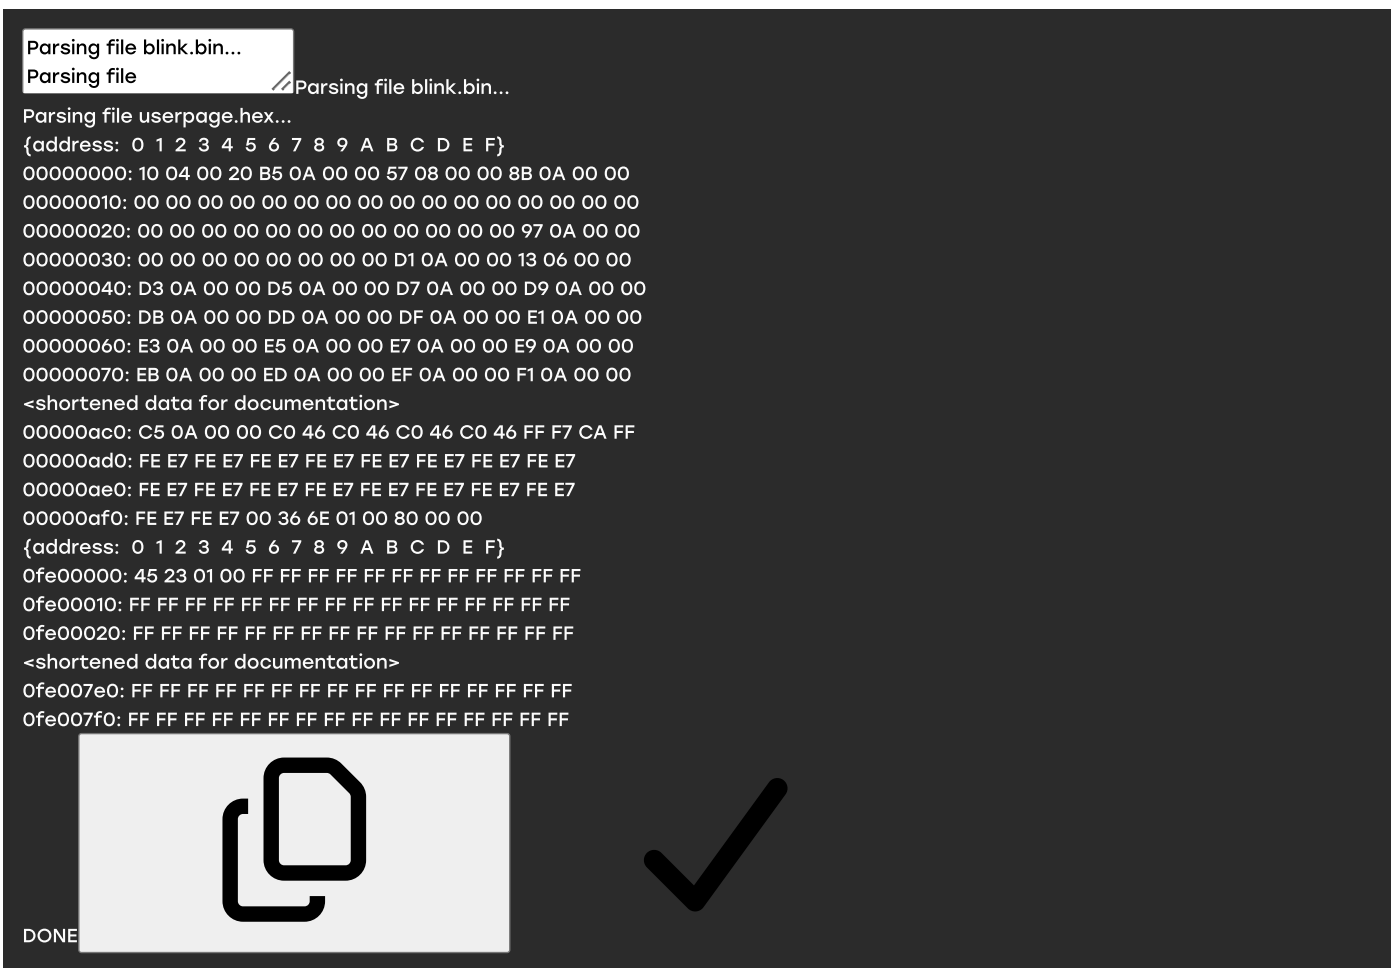 Parsing file blink.bin...
Parsing file
Parsing file blink.bin...
Parsing file userpage.hex...
{address:  0  1  2  3  4  5  6  7  8  9  A  B  C  D  E  F}
00000000: 10 04 00 20 B5 0A 00 00 57 08 00 00 8B 0A 00 00
00000010: 00 00 00 00 00 00 00 00 00 00 00 00 00 00 00 00
00000020: 00 00 00 00 00 00 00 00 00 00 00 00 97 0A 00 00
00000030: 00 00 00 00 00 00 00 00 D1 0A 00 00 13 06 00 00
00000040: D3 0A 00 00 D5 0A 00 00 D7 0A 00 00 D9 0A 00 00
00000050: DB 0A 00 00 DD 0A 00 00 DF 0A 00 00 E1 0A 00 00
00000060: E3 0A 00 00 E5 0A 00 00 E7 0A 00 00 E9 0A 00 00
00000070: EB 0A 00 00 ED 0A 00 00 EF 0A 00 00 F1 0A 00 00
<shortened data for documentation>
00000ac0: C5 0A 00 00 C0 46 C0 46 C0 46 C0 46 FF F7 CA FF
00000ad0: FE E7 FE E7 FE E7 FE E7 FE E7 FE E7 FE E7 FE E7
00000ae0: FE E7 FE E7 FE E7 FE E7 FE E7 FE E7 FE E7 FE E7
00000af0: FE E7 FE E7 00 36 6E 01 00 80 00 00
{address:  0  1  2  3  4  5  6  7  8  9  A  B  C  D  E  F}
0fe00000: 45 23 01 00 FF FF FF FF FF FF FF FF FF FF FF FF
0fe00010: FF FF FF FF FF FF FF FF FF FF FF FF FF FF FF FF
0fe00020: FF FF FF FF FF FF FF FF FF FF FF FF FF FF FF FF
<shortened data for documentation>
0fe007e0: FF FF FF FF FF FF FF FF FF FF FF FF FF FF FF FF
0fe007f0: FF FF FF FF FF FF FF FF FF FF FF FF FF FF FF FF
DONE